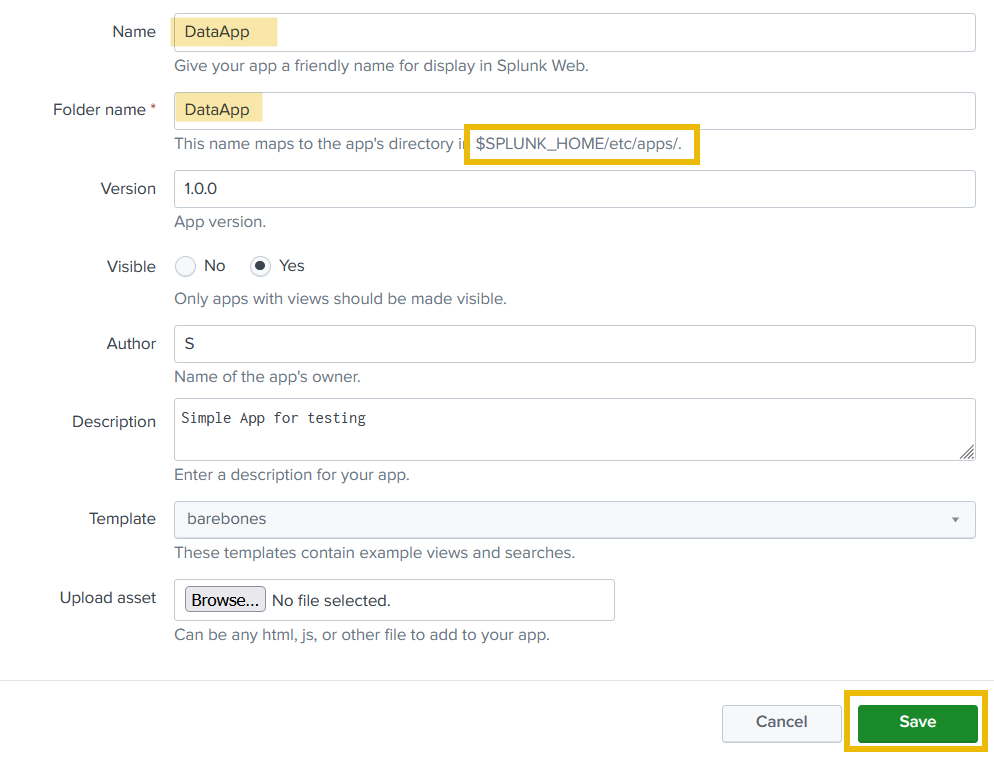 Name DataApp
Give your app a friendly name for display in Splunk Web.
Folder name * DataApp
This name maps to the app's directory in $SPLUNK_HOME/etc/apps/.
Version 1.0.0
App version.
Visible No Yes
Only apps with views should be made visible.
Author S
Name of the app's owner.
Description Simple App for testing
Enter a description for your app.
Template barebones
These templates contain example views and searches.
Upload asset Browse... No file selected.
Can be any html, js, or other file to add to your app.
Cancel Save